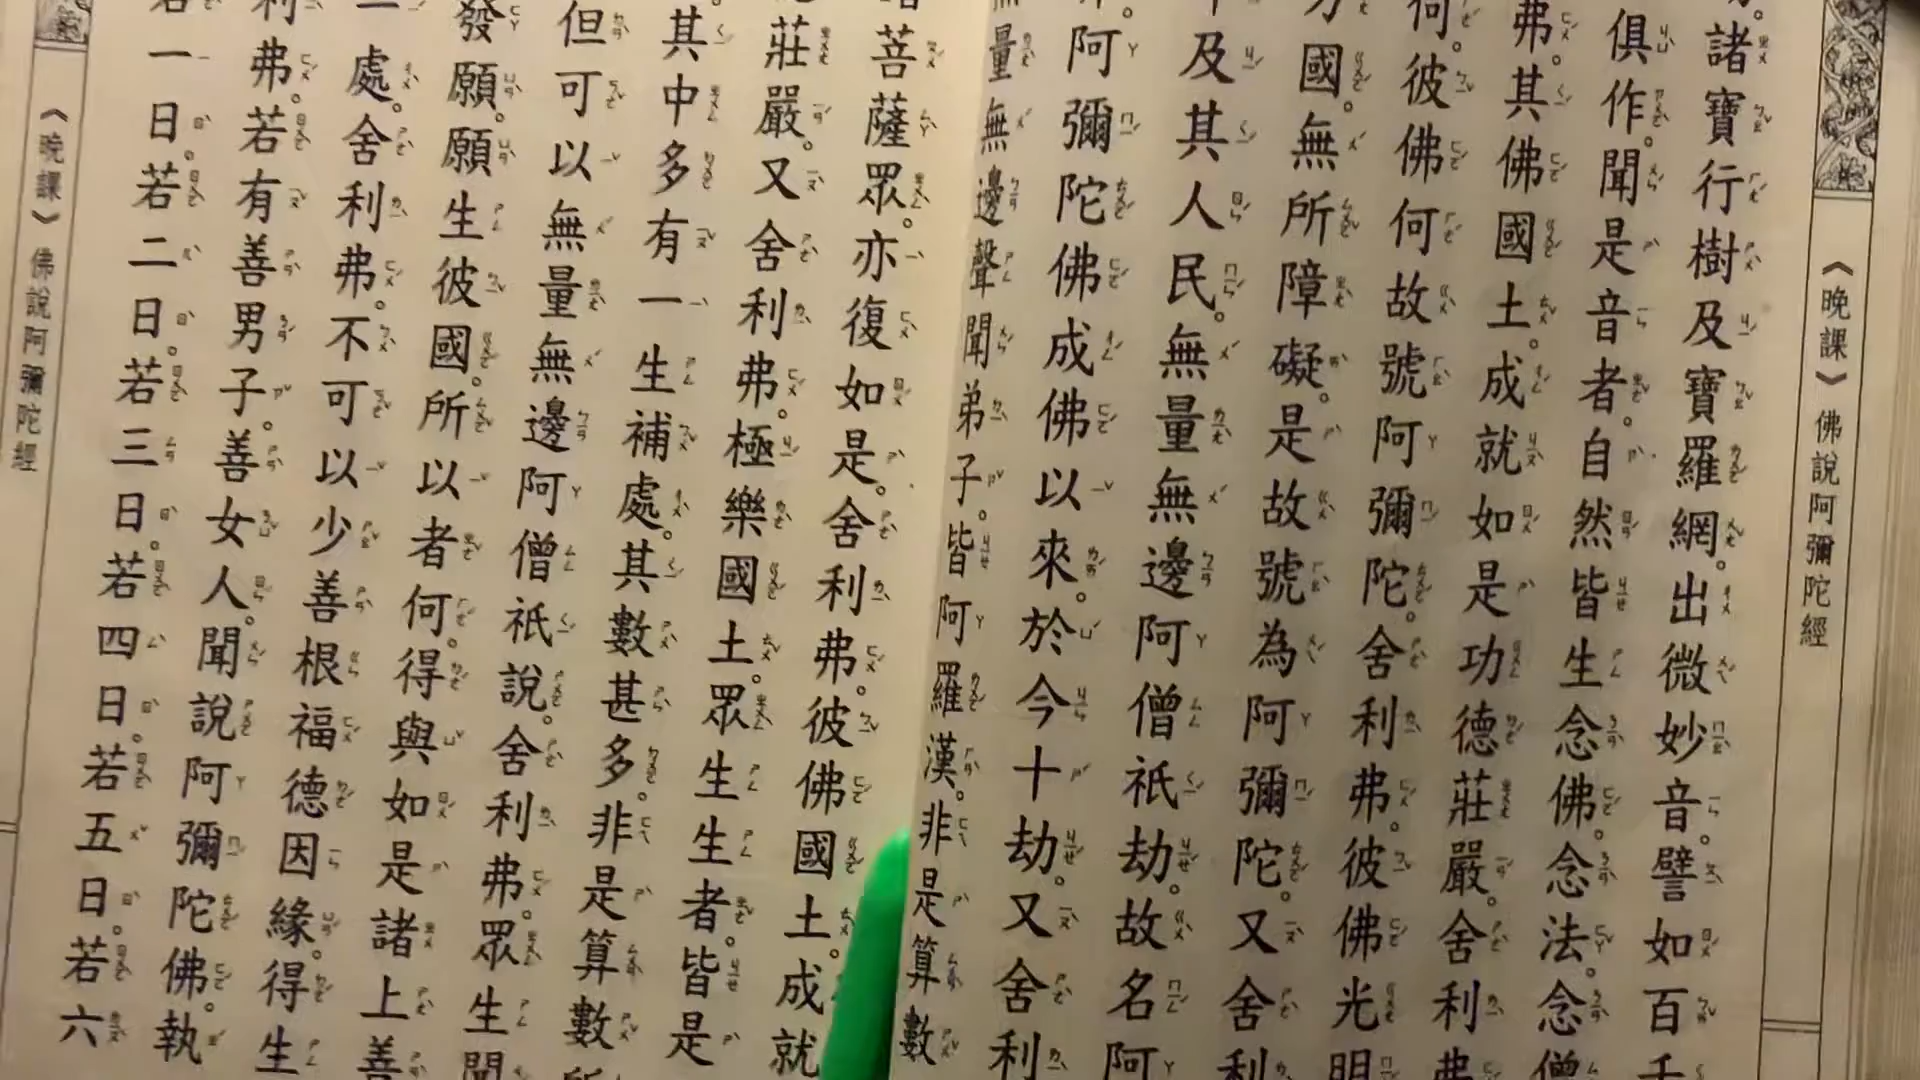 《晚課》佛說阿彌陀經
諸寶行樹及寶羅網。出微妙音。譬如百
俱作。聞是音者。自然皆生念佛。念法。念僧
弗。其佛國土。成就如是功德莊嚴。舍利弗
何。彼佛何故號阿彌陀。舍利弗。彼佛光明
國。無所障礙。是故號為阿彌陀。又舍利
及其人民。無量無邊阿僧祇劫。故名阿
阿彌陀佛成佛以來。於今十劫。又舍利
量無邊聲聞弟子。皆阿羅漢。非是算數
菩薩眾。亦復如是。舍利弗。彼佛國土。成就
莊嚴。又舍利弗。極樂國土。眾生生者。皆是
其中多有一生補處。其數甚多。非是算數所
但可以無量無邊阿僧祇說。舍利弗。眾生聞
發願。願生彼國。所以者何。得與如是諸上善
一處。舍利弗。不可以少善根福德因緣。得生
利弗。若有善男子。善女人。聞說阿彌陀佛。執
若一日。若二日。若三日。若四日。若五日。若六
《晚課》佛說阿彌陀經